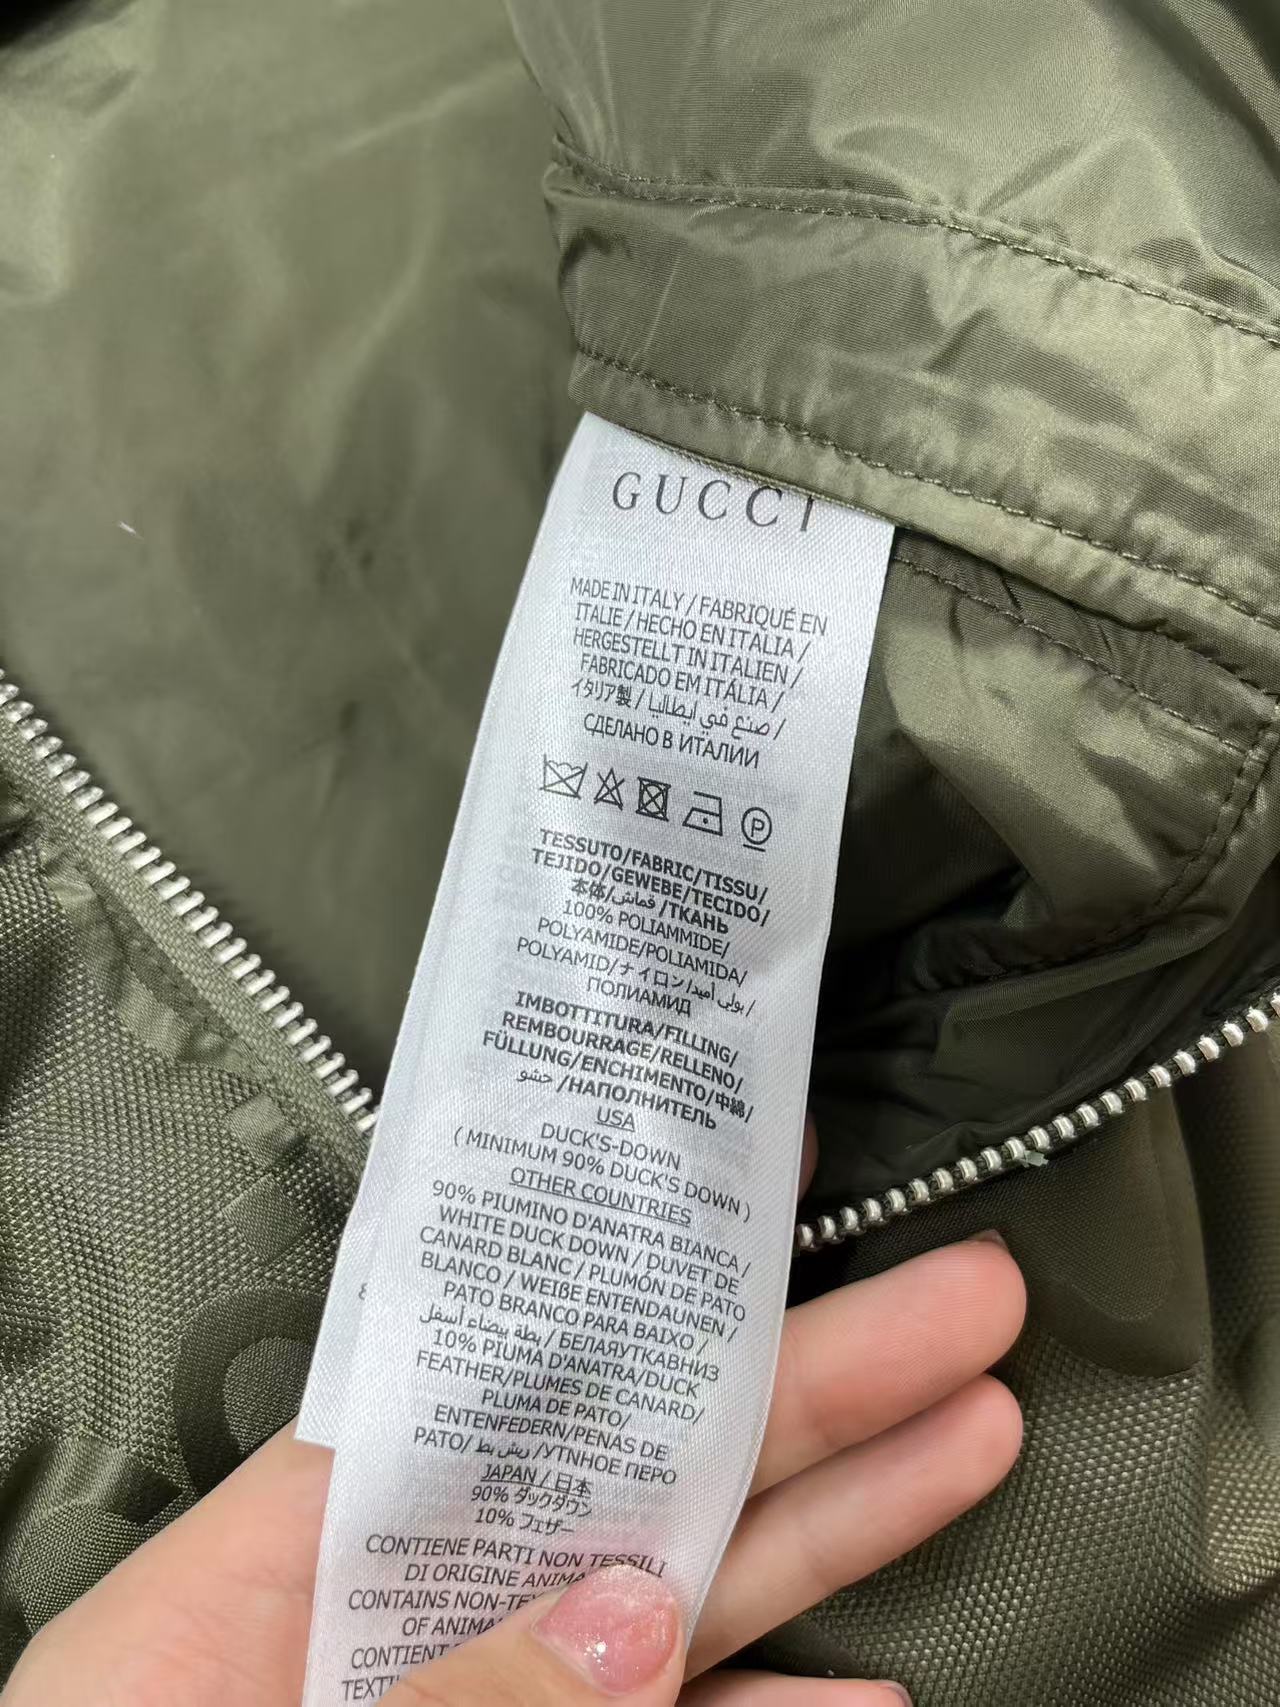 GUCCI
MADE IN ITALY / FABRIQUÉ EN
ITALIE / HECHO EN ITALIA /
HERGESTELLT IN ITALIEN /
FABRICADO EM ITÁLIA /
イタリア製 / صنع في ايطاليا /
СДЕЛАНО В ИТАЛИИ
P
TESSUTO/FABRIC/TISSU/
TEJIDO/GEWEBE/TECIDO/
本体/قماش/ТКАНЬ
100% POLIAMMIDE/
POLYAMIDE/POLIAMIDA/
POLYAMID/ナイロン/بولي أميد/
ПОЛИАМИД
IMBOTTITURA/FILLING/
REMBOURRAGE/RELLENO/
FÜLLUNG/ENCHIMENTO/中綿/
حشو /НАПОЛНИТЕЛЬ
USA
DUCK'S-DOWN
( MINIMUM 90% DUCK'S DOWN )
OTHER COUNTRIES
90% PIUMINO D'ANATRA BIANCA /
WHITE DUCK DOWN / DUVET DE
CANARD BLANC / PLUMÓN DE PATO
BLANCO / WEIßE ENTENDAUNEN /
PATO BRANCO PARA BAIXO /
بطة بيضاء أسفل / БЕЛАЯУТКАВНИЗ
10% PIUMA D'ANATRA/DUCK
FEATHER/PLUMES DE CANARD/
PLUMA DE PATO/
ENTENFEDERN/PENAS DE
PATO/ ريش بط /УТНОЕ ПЕРО
JAPAN / 日本
90% ダックダウン
10% フェザー
CONTIENE PARTI NON TESSILI
DI ORIGINE ANIMA
CONTAINS NON-TE
OF ANIMA
CONTIENT
TEXTI